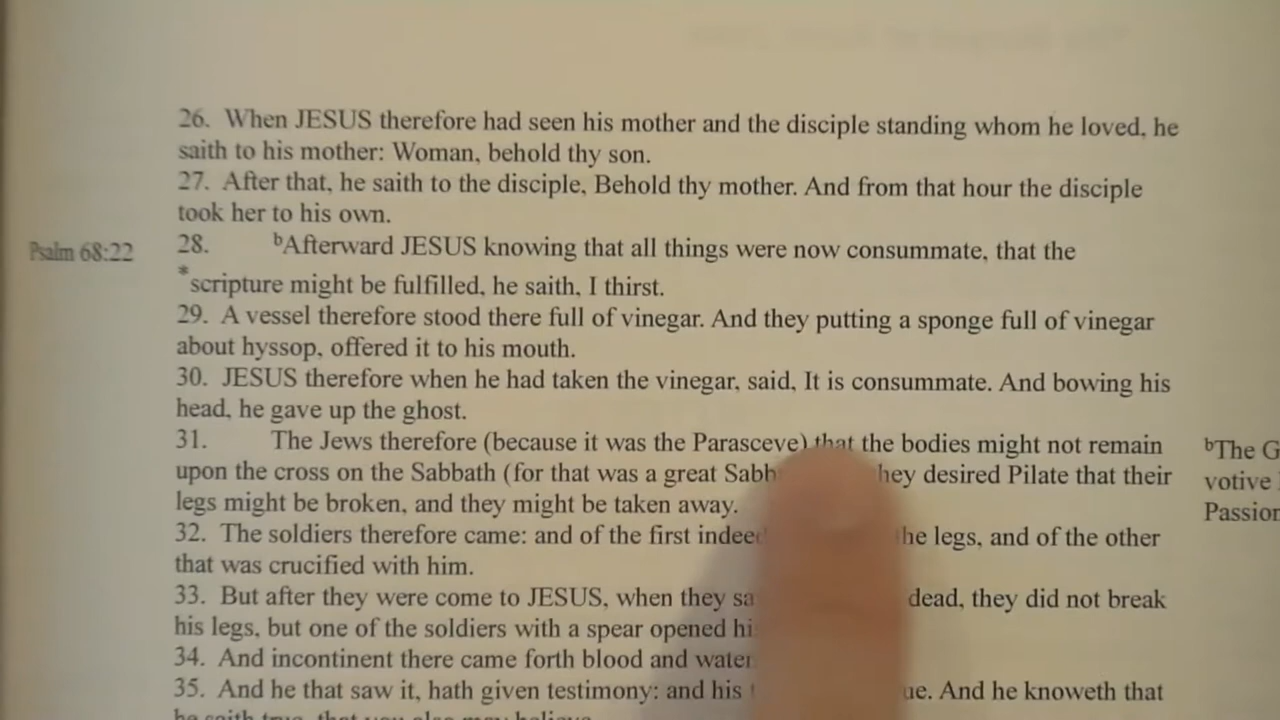 26. When JESUS therefore had seen his mother and the disciple standing whom he loved, he
saith to his mother: Woman, behold thy son.
27. After that, he saith to the disciple, Behold thy mother. And from that hour the disciple
took her to his own.
Psalm 68:22
28. bAfterward JESUS knowing that all things were now consummate, that the
*scripture might be fulfilled, he saith, I thirst.
29. A vessel therefore stood there full of vinegar. And they putting a sponge full of vinegar
about hyssop, offered it to his mouth.
30. JESUS therefore when he had taken the vinegar, said, It is consummate. And bowing his
head, he gave up the ghost.
31. The Jews therefore (because it was the Parasceve) that the bodies might not remain
upon the cross on the Sabbath (for that was a great they desired Pilate that their
legs might be broken, and they might be taken away.
bThe G
votive
Passion
32. The soldiers therefore came: and of the first indeed the legs, and of the other
that was crucified with him.
33. But after they were come to JESUS, when they dead, they did not break
his legs, but one of the soldiers with a spear opened
34. And incontinent there came forth blood and water
35. And he that saw it, hath given testimony: and his And he knoweth that
he saith true, that you also may believe.